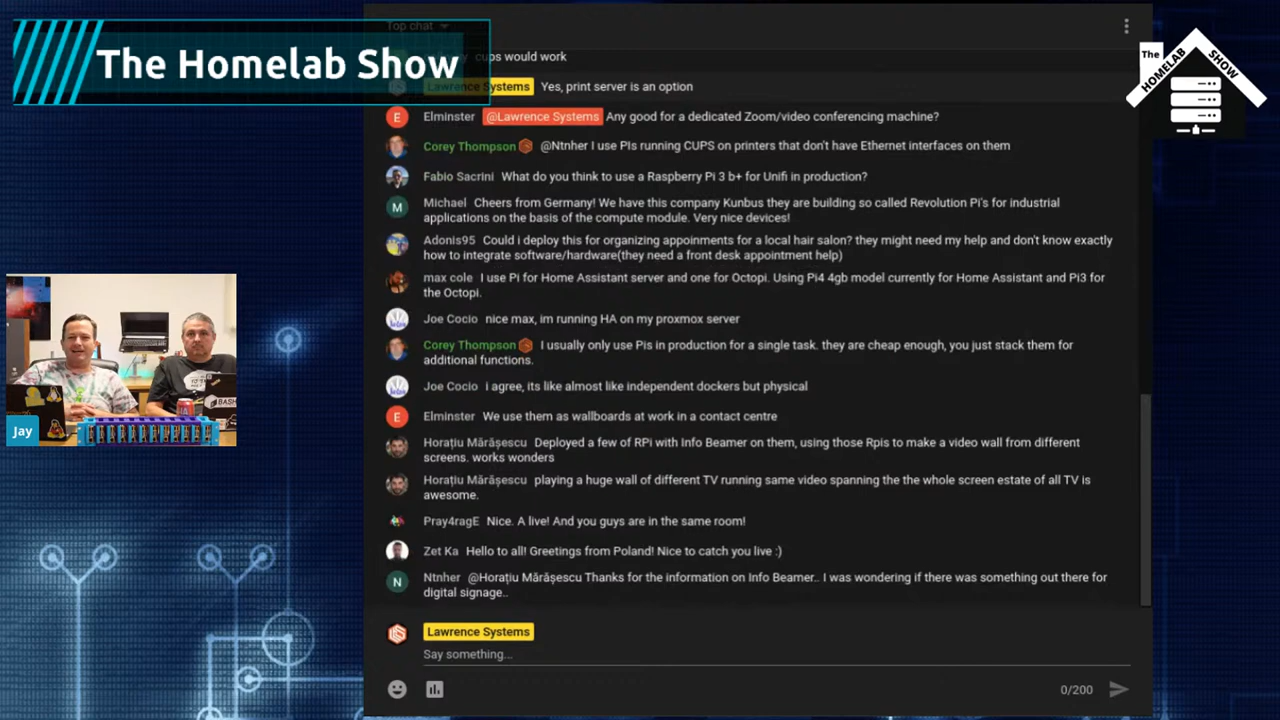 The Homelab Show
Top chat
cups would work
Lawrence Systems Yes, print server is an option
E Elminster @Lawrence Systems Any good for a dedicated Zoom/video conferencing machine?
Corey Thompson @Ntnher I use PIs running CUPS on printers that don't have Ethernet interfaces on them
Fabio Sacrini What do you think to use a Raspberry Pi 3 b+ for Unifi in production?
M Michael Cheers from Germany! We have this company Kunbus they are building so called Revolution Pi's for industrial
applications on the basis of the compute module. Very nice devices!
Adonis95 Could i deploy this for organizing appoinments for a local hair salon? they might need my help and don't know exactly
how to integrate software/hardware(they need a front desk appointment help)
max cole I use Pi for Home Assistant server and one for Octopi. Using Pi4 4gb model currently for Home Assistant and Pi3 for
the Octopi.
Joe Cocio nice max, im running HA on my proxmox server
Corey Thompson I usually only use Pis in production for a single task. they are cheap enough, you just stack them for
additional functions.
Joe Cocio i agree, its like almost like independent dockers but physical
E Elminster We use them as wallboards at work in a contact centre
Horațiu Mărășescu Deployed a few of RPi with Info Beamer on them, using those Rpis to make a video wall from different
screens. works wonders
Horațiu Mărășescu playing a huge wall of different TV running same video spanning the the whole screen estate of all TV is
awesome.
Pray4ragE Nice. A live! And you guys are in the same room!
Zet Ka Hello to all! Greetings from Poland! Nice to catch you live :)
N Ntnher @Horațiu Mărășescu Thanks for the information on Info Beamer.. I was wondering if there was something out there for
digital signage..
Lawrence Systems
Say something...
0/200
The
HOMELAB
SHOW
Jay
BASH